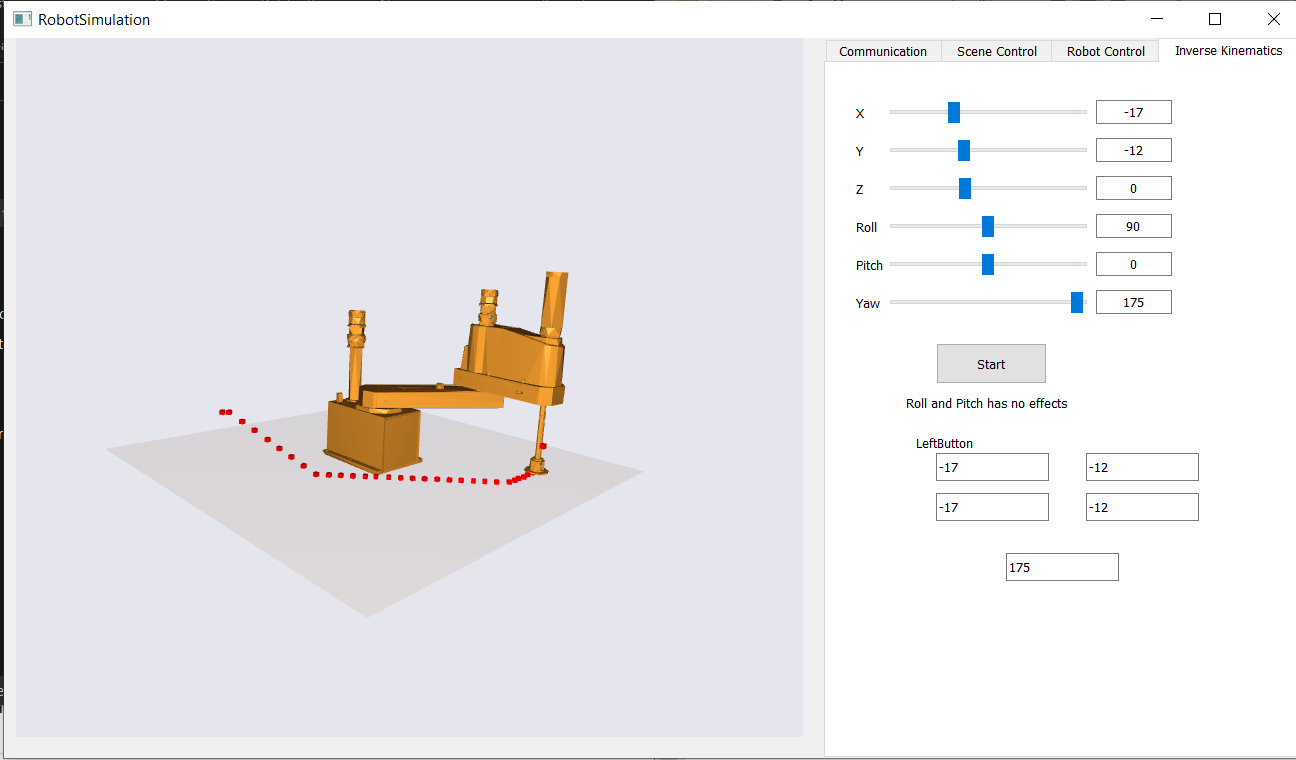 RobotSimulation
Communication Scene Control Robot Control Inverse Kinematics
X -17
Y -12
Z 0
Roll 90
Pitch 0
Yaw 175
Start
Roll and Pitch has no effects
LeftButton
-17 -12
-17 -12
175